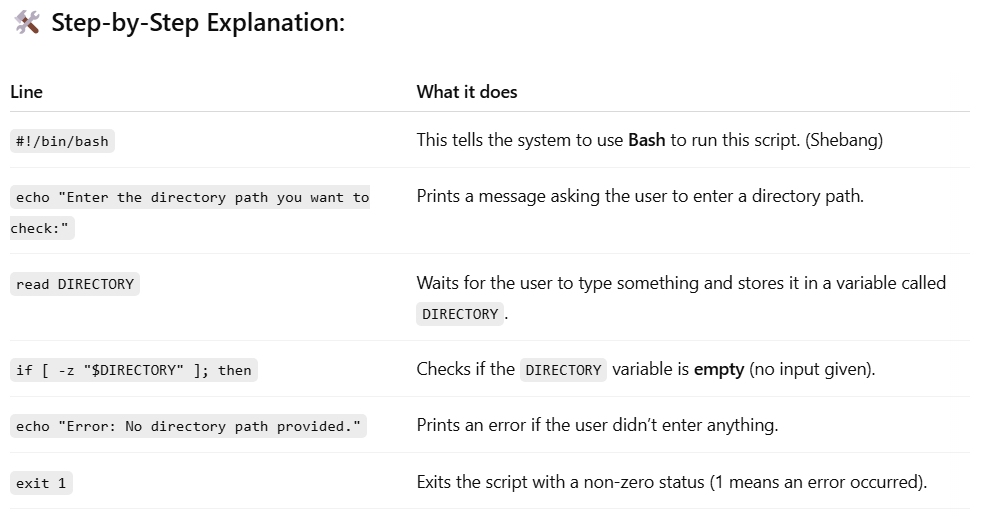 🛠️ Step-by-Step Explanation:
Line What it does
#!/bin/bash This tells the system to use Bash to run this script. (Shebang)
echo "Enter the directory path you want to Prints a message asking the user to enter a directory path.
check:"
read DIRECTORY Waits for the user to type something and stores it in a variable called
DIRECTORY.
if [ -z "$DIRECTORY" ]; then Checks if the DIRECTORY variable is empty (no input given).
echo "Error: No directory path provided." Prints an error if the user didn’t enter anything.
exit 1 Exits the script with a non-zero status (1 means an error occurred).